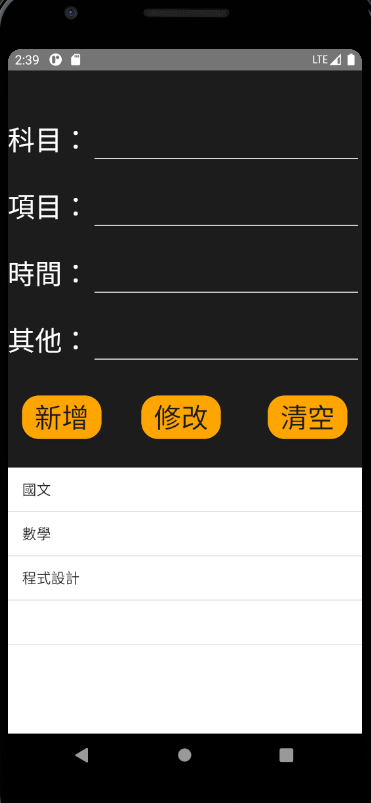 2:39 LTE
科目：
項目：
時間：
其他：
新增 修改 清空
國文
數學
程式設計